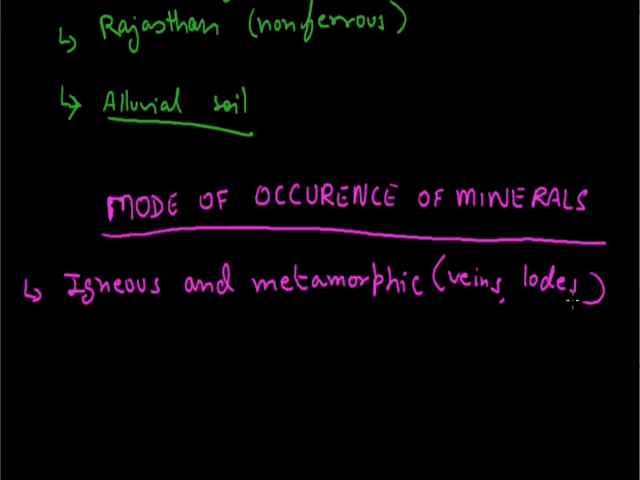 ↳ Rajasthan (nonferrous)
↳ Alluvial soil
MODE OF OCCURENCE OF MINERALS
↳ Igneous and metamorphic (veins, lodes)